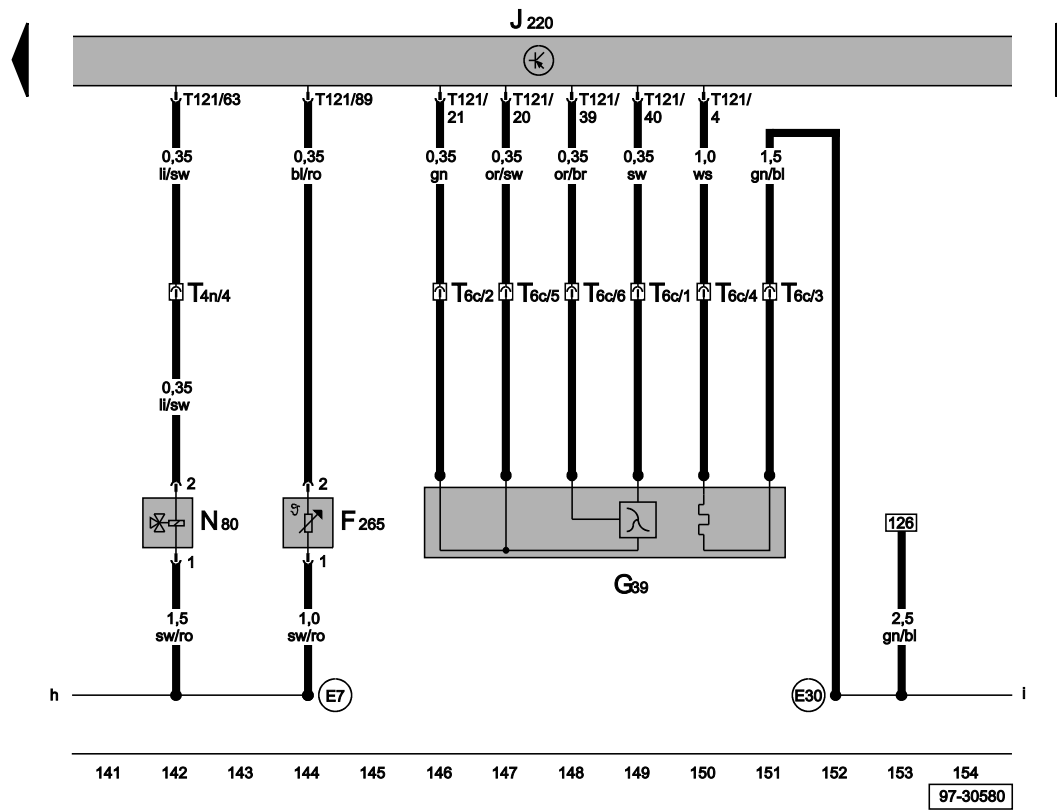 J 220
T121/63
T121/89
T121/
21
T121/
20
T121/
39
T121/
40
T121/
4
0,35
li/sw
0,35
bl/ro
0,35
gn
0,35
or/sw
0,35
or/br
0,35
sw
1,0
ws
1,5
gn/bl
T4n/4
T6c/2
T6c/5
T6c/6
T6c/1
T6c/4
T6c/3
0,35
li/sw
2
2
N 80
F 265
126
1
1
G39
1,5
sw/ro
1,0
sw/ro
2,5
gn/bl
h
E7
E30
i
141 142 143 144 145 146 147 148 149 150 151 152 153 154
97-30580